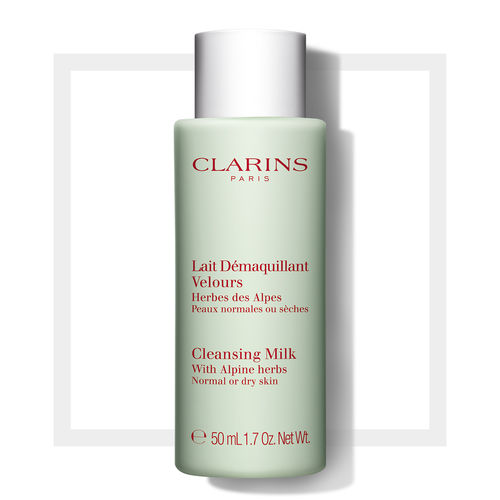 CLARINS
PARIS
Lait Démaquillant
Velours
Herbes des Alpes
Peaux normales ou sèches
Cleansing Milk
With Alpine herbs
Normal or dry skin
℮ 50 mL 1.7 Oz. Net Wt.